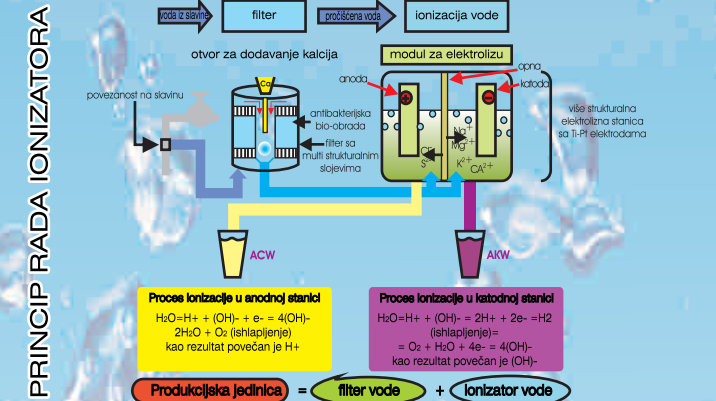 PRINCIP RADA IONIZATORA
voda iz slavine
filter
pročišćena voda
ionizacija vode
otvor za dodavanje kalcija
modul za elektrolizu
opna
anoda
katoda
povezanost na slavinu
Ca
antibakterijska
bio-obrada
filter sa
multi strukturalnim
slojevima
više strukturalna
elektrolizna stanica
sa Ti-Pt elektrodama
+
-
Na+
Mg2+
K2+
CA2+
ACW
AKW
Proces ionizacije u anodnoj stanici
H2O=H+ + (OH)- + e- = 4(OH)-
2H2O + O2 (ishlapljenje)
kao rezultat povečan je H+
Proces ionizacije u katodnoj stanici
H2O=H+ + (OH)- = 2H+ + 2e- =H2
(ishlapljenje)=
= O2 + H2O + 4e- = 4(OH)-
kao rezultat povečan je (OH)-
Produkcijska jedinica = filter vode + ionizator vode